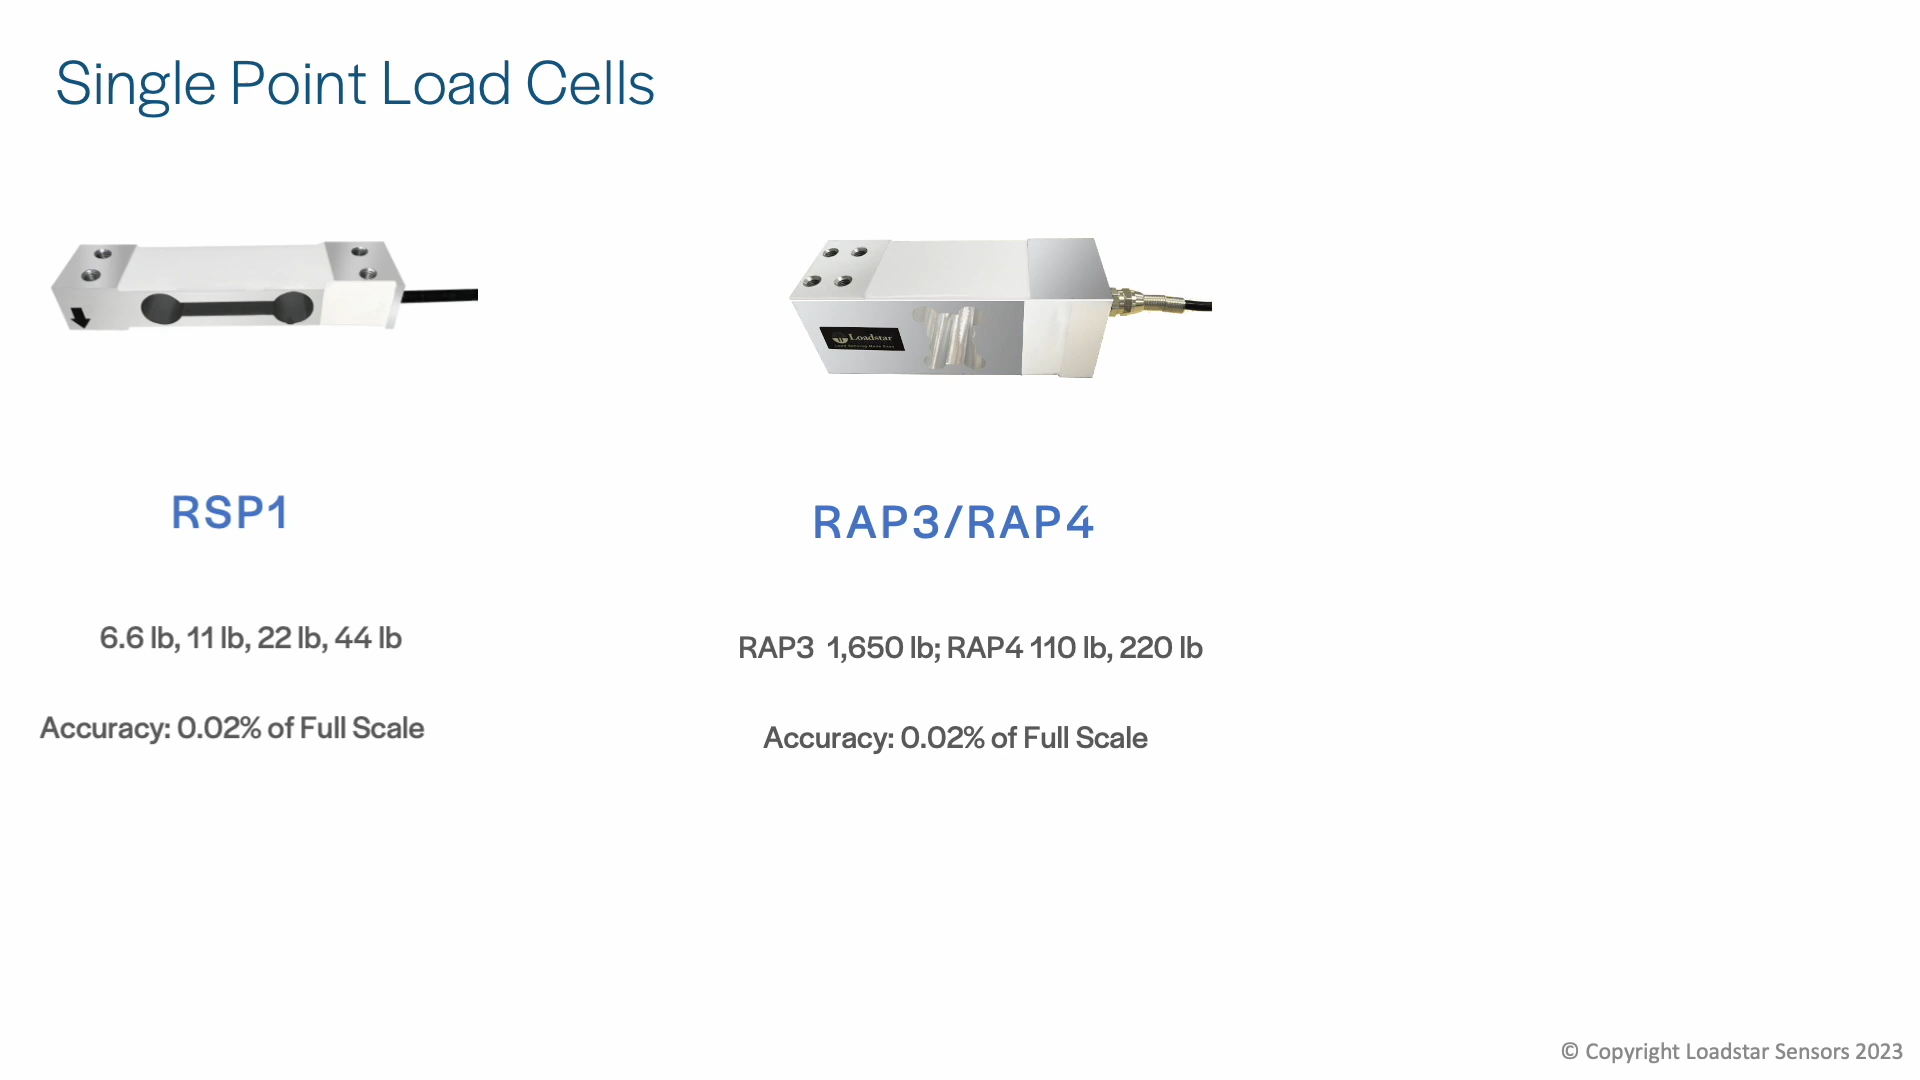 Single Point Load Cells
Loadstar
RSP1
RAP3/RAP4
6.6 lb, 11 lb, 22 lb, 44 lb
RAP3 1,650 lb; RAP4 110 lb, 220 lb
Accuracy: 0.02% of Full Scale
Accuracy: 0.02% of Full Scale
© Copyright Loadstar Sensors 2023